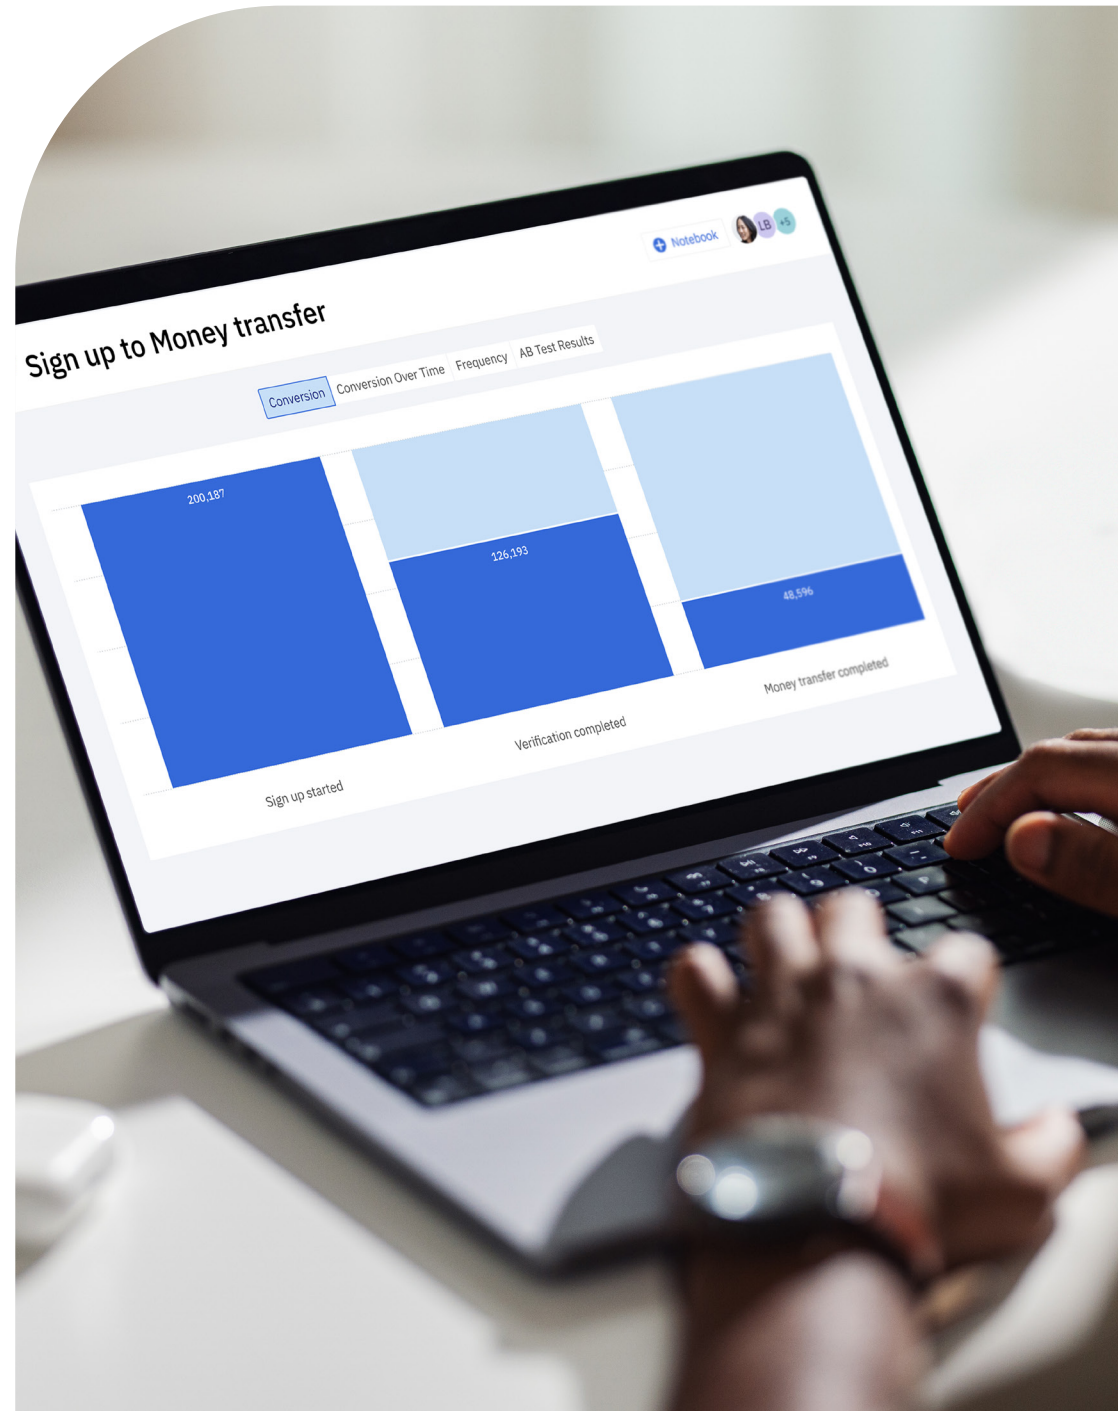 Notebook
LB
+5
Sign up to Money transfer
Conversion
Conversion Over Time
Frequency
AB Test Results
200,187
126,193
48,596
Sign up started
Verification completed
Money transfer completed